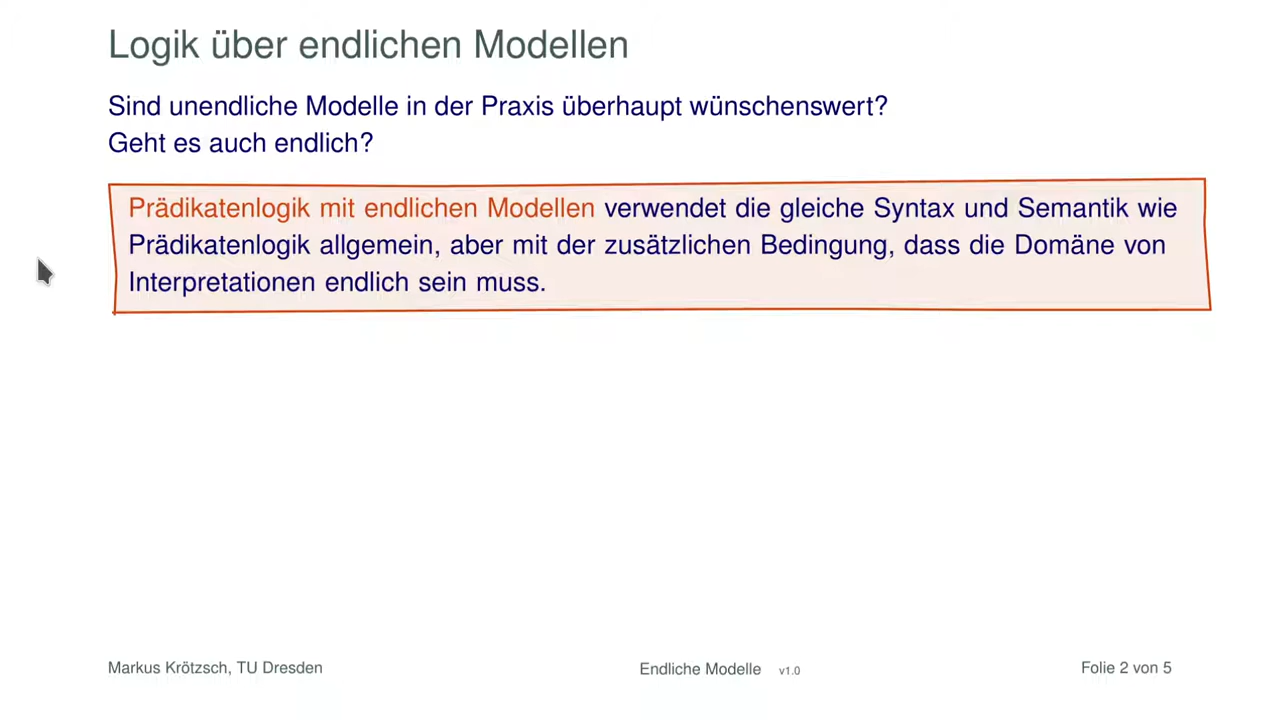 Logik über endlichen Modellen
Sind unendliche Modelle in der Praxis überhaupt wünschenswert?
Geht es auch endlich?
Prädikatenlogik mit endlichen Modellen verwendet die gleiche Syntax und Semantik wie
Prädikatenlogik allgemein, aber mit der zusätzlichen Bedingung, dass die Domäne von
Interpretationen endlich sein muss.
Markus Krötzsch, TU Dresden
Endliche Modelle v1.0
Folie 2 von 5